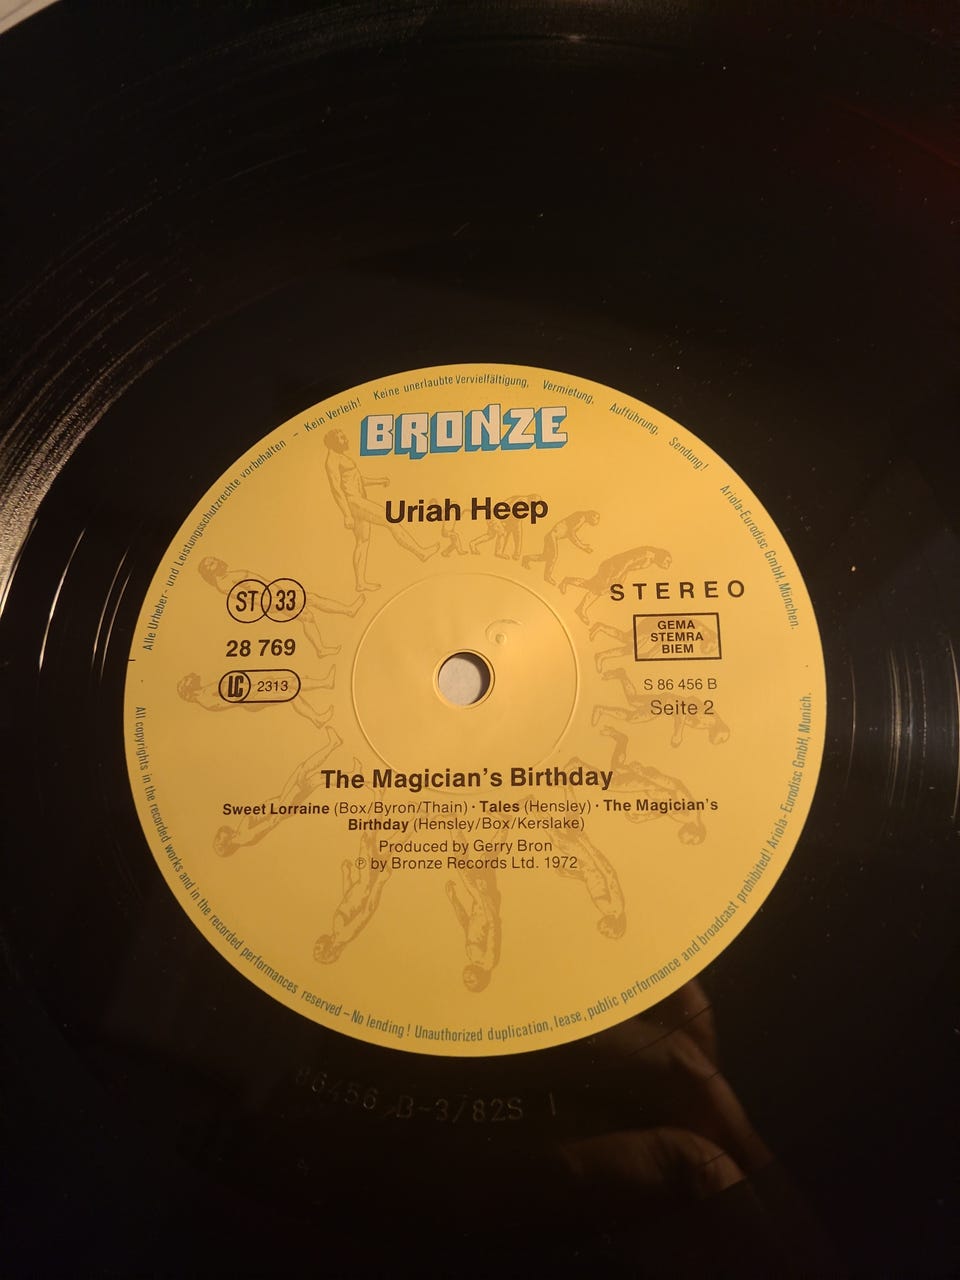 Alle Urheber- und Leistungsschutzrechte vorbehalten – Kein Verleih! Keine unerlaubte Vervielfältigung, Vermietung, Aufführung, Sendung! Ariola-Eurodisc GmbH, München.
BRONZE
Uriah Heep
ST 33
28 769
LC 2313
STEREO
GEMA
STEMRA
BIEM
S 86 456 B
Seite 2
The Magician's Birthday
Sweet Lorraine (Box/Byron/Thain) · Tales (Hensley) · The Magician's
Birthday (Hensley/Box/Kerslake)
Produced by Gerry Bron
℗ by Bronze Records Ltd. 1972
All copyrights in the recorded works and in the recorded performances reserved – No lending! Unauthorized duplication, lease, public performance and broadcast prohibited! Ariola-Eurodisc GmbH, Munich.
86456 B-3/82S 1